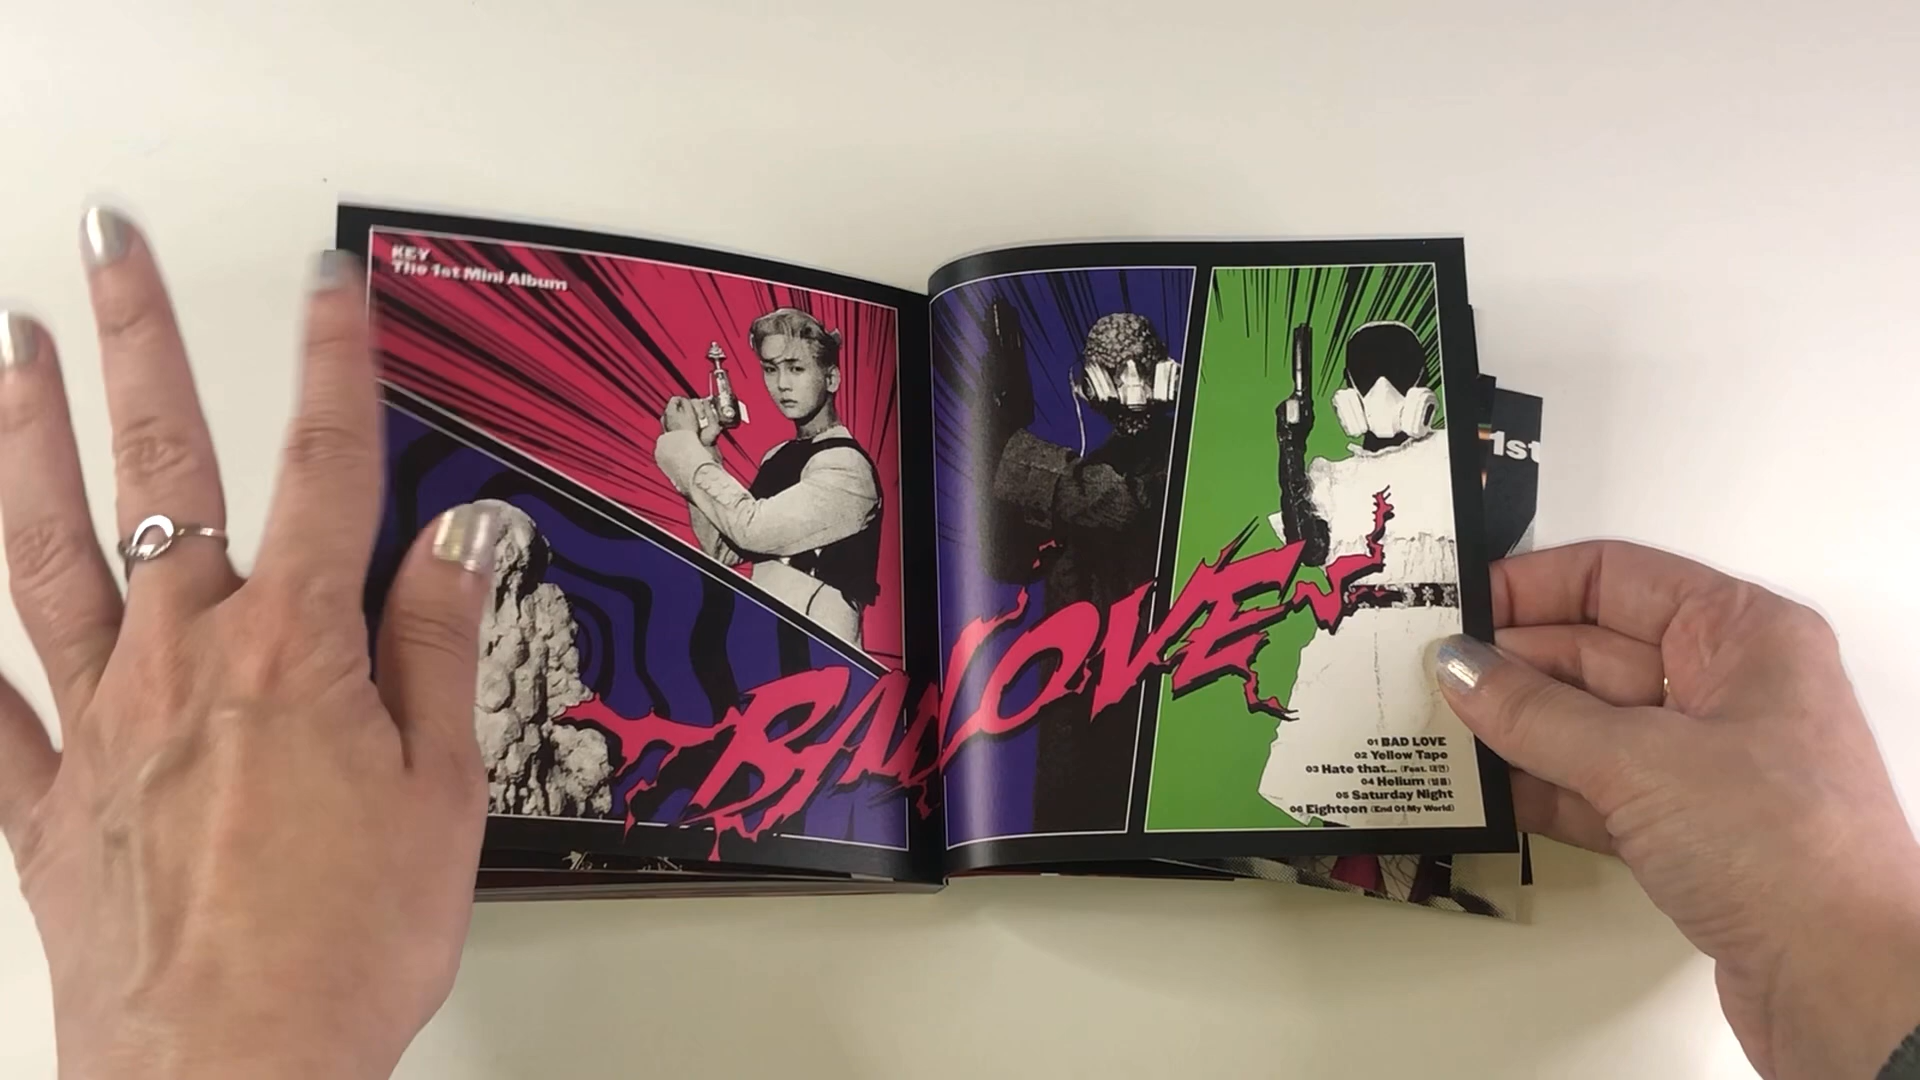 KEY
The 1st Mini Album
BAD LOVE
1st
01 BAD LOVE
02 Yellow Tape
03 Hate that... (Feat. 태연)
04 Helium (헬륨)
05 Saturday Night
06 Eighteen (End Of My World)